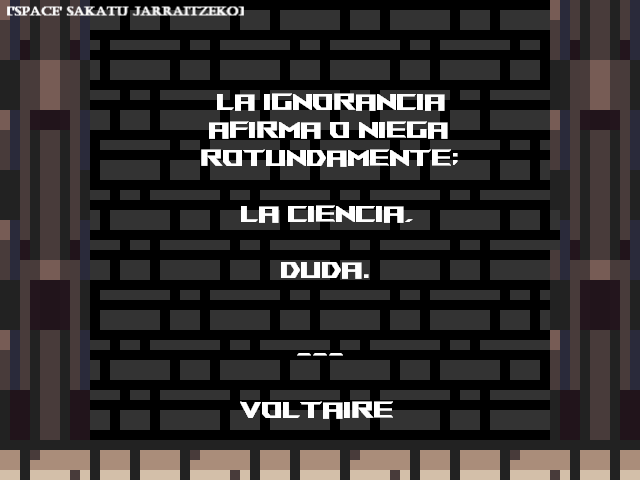 ['SPACE' SAKATU JARRAITZEKO]
LA IGNORANCIA
AFIRMA O NIEGA
ROTUNDAMENTE;
LA CIENCIA,
DUDA.
---
VOLTAIRE